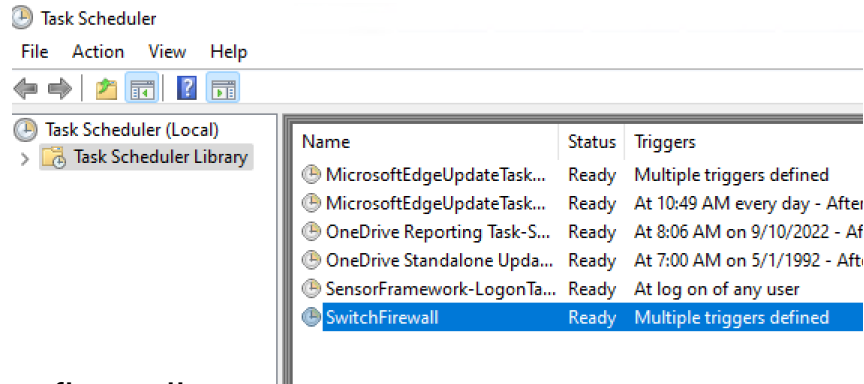 Task Scheduler
File Action View Help
Task Scheduler (Local)
Task Scheduler Library
Name Status Triggers
MicrosoftEdgeUpdateTask... Ready Multiple triggers defined
MicrosoftEdgeUpdateTask... Ready At 10:49 AM every day - After
OneDrive Reporting Task-S... Ready At 8:06 AM on 9/10/2022 - Af
OneDrive Standalone Upda... Ready At 7:00 AM on 5/1/1992 - Aft
SensorFramework-LogonTa... Ready At log on of any user
SwitchFirewall Ready Multiple triggers defined